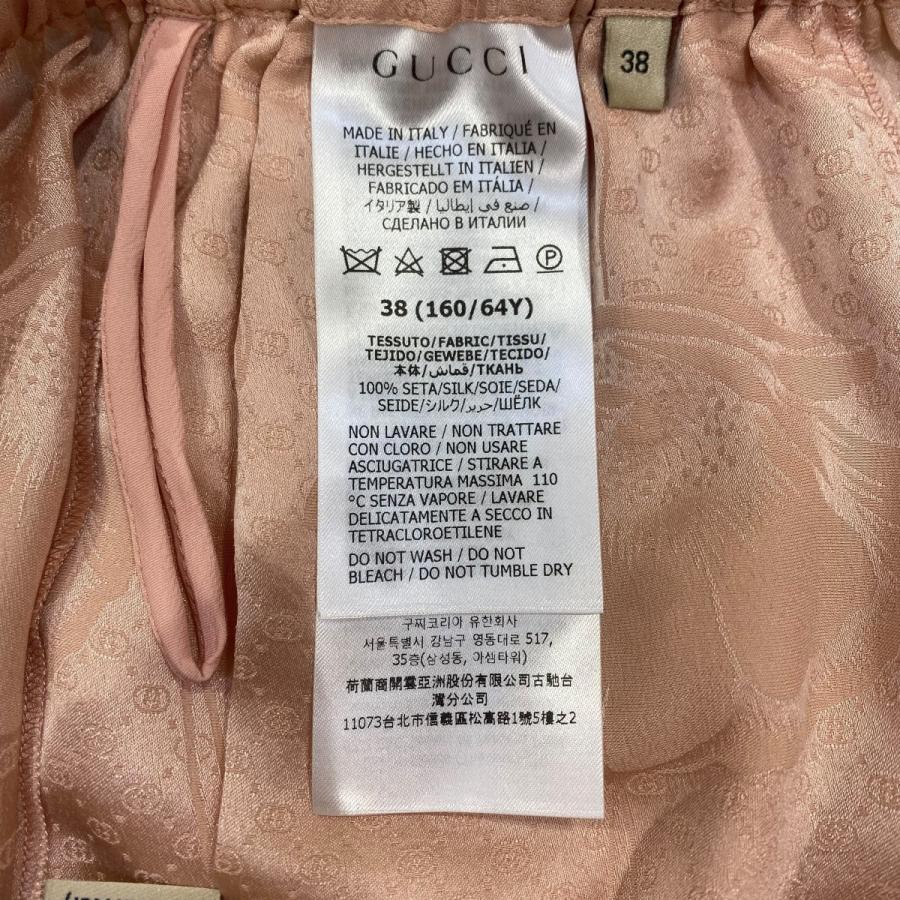 GUCCI
38
MADE IN ITALY / FABRIQUÉ EN
ITALIE / HECHO EN ITALIA /
HERGESTELLT IN ITALIEN /
FABRICADO EM ITÁLIA /
イタリア製 / صنع في إيطاليا /
СДЕЛАНО В ИТАЛИИ
P
38 (160/64Y)
TESSUTO/FABRIC/TISSU/
TEJIDO/GEWEBE/TECIDO/
本体/قماش/ТКАНЬ
100% SETA/SILK/SOIE/SEDA/
SEIDE/シルク/حرير/ШЁЛК
NON LAVARE / NON TRATTARE
CON CLORO / NON USARE
ASCIUGATRICE / STIRARE A
TEMPERATURA MASSIMA 110
°C SENZA VAPORE / LAVARE
DELICATAMENTE A SECCO IN
TETRACLOROETILENE
DO NOT WASH / DO NOT
BLEACH / DO NOT TUMBLE DRY
구찌코리아 유한회사
서울특별시 강남구 영동대로 517,
35층(삼성동, 아셈타워)
荷蘭商開雲亞洲股份有限公司古馳台
灣分公司
11073台北市信義區松高路1號5樓之2